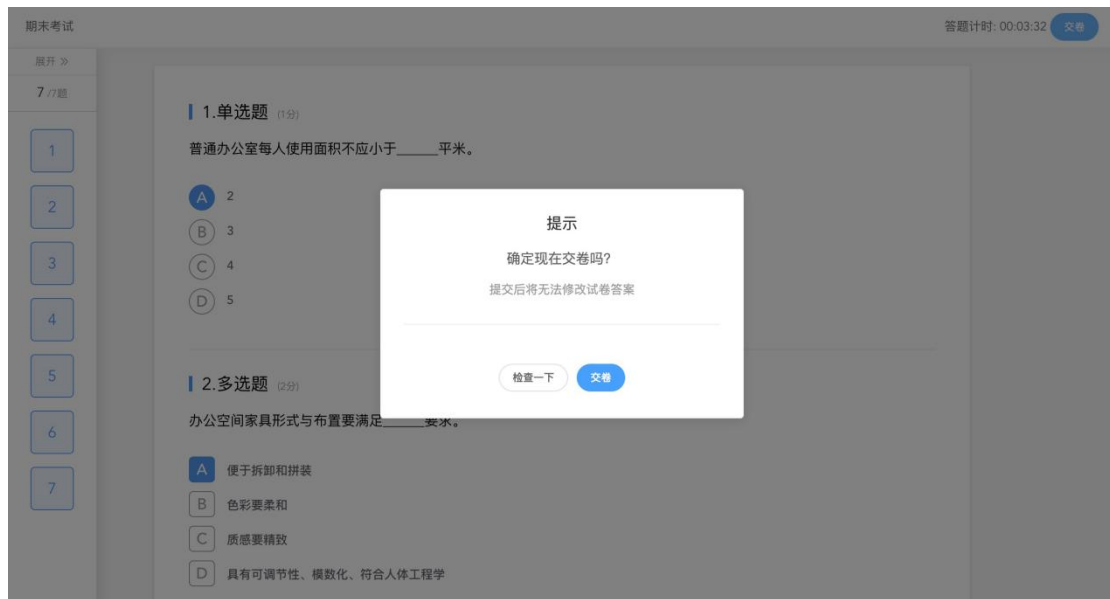 期末考试
答题计时: 00:03:32 交卷
展开 »
7 /7题
1
2
3
4
5
6
7
1.单选题 (1分)
普通办公室每人使用面积不应小于______平米。
A 2
B 3
C 4
D 5
2.多选题 (2分)
办公空间家具形式与布置要满足______要求。
A 便于拆卸和拼装
B 色彩要柔和
C 质感要精致
D 具有可调节性、模数化、符合人体工程学
提示
确定现在交卷吗?
提交后将无法修改试卷答案
检查一下 交卷